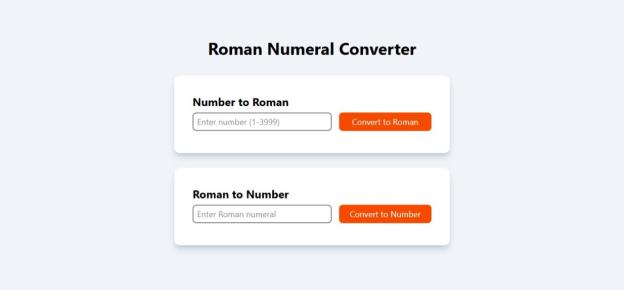 Roman Numeral Converter
Number to Roman
Enter number (1-3999)
Convert to Roman
Roman to Number
Enter Roman numeral
Convert to Number